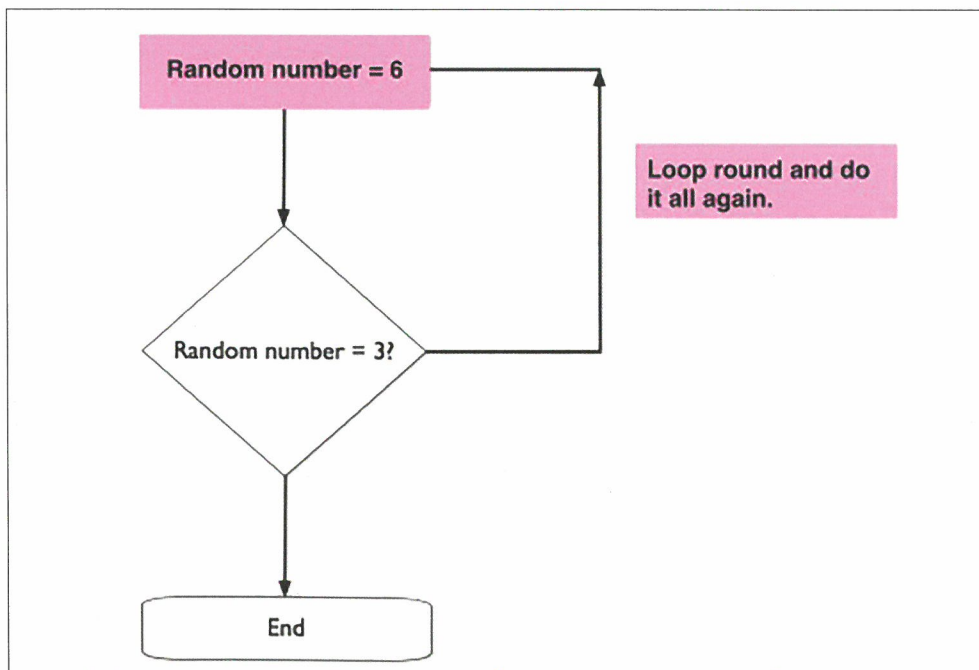 Random number = 6
Loop round and do
it all again.
Random number = 3?
End